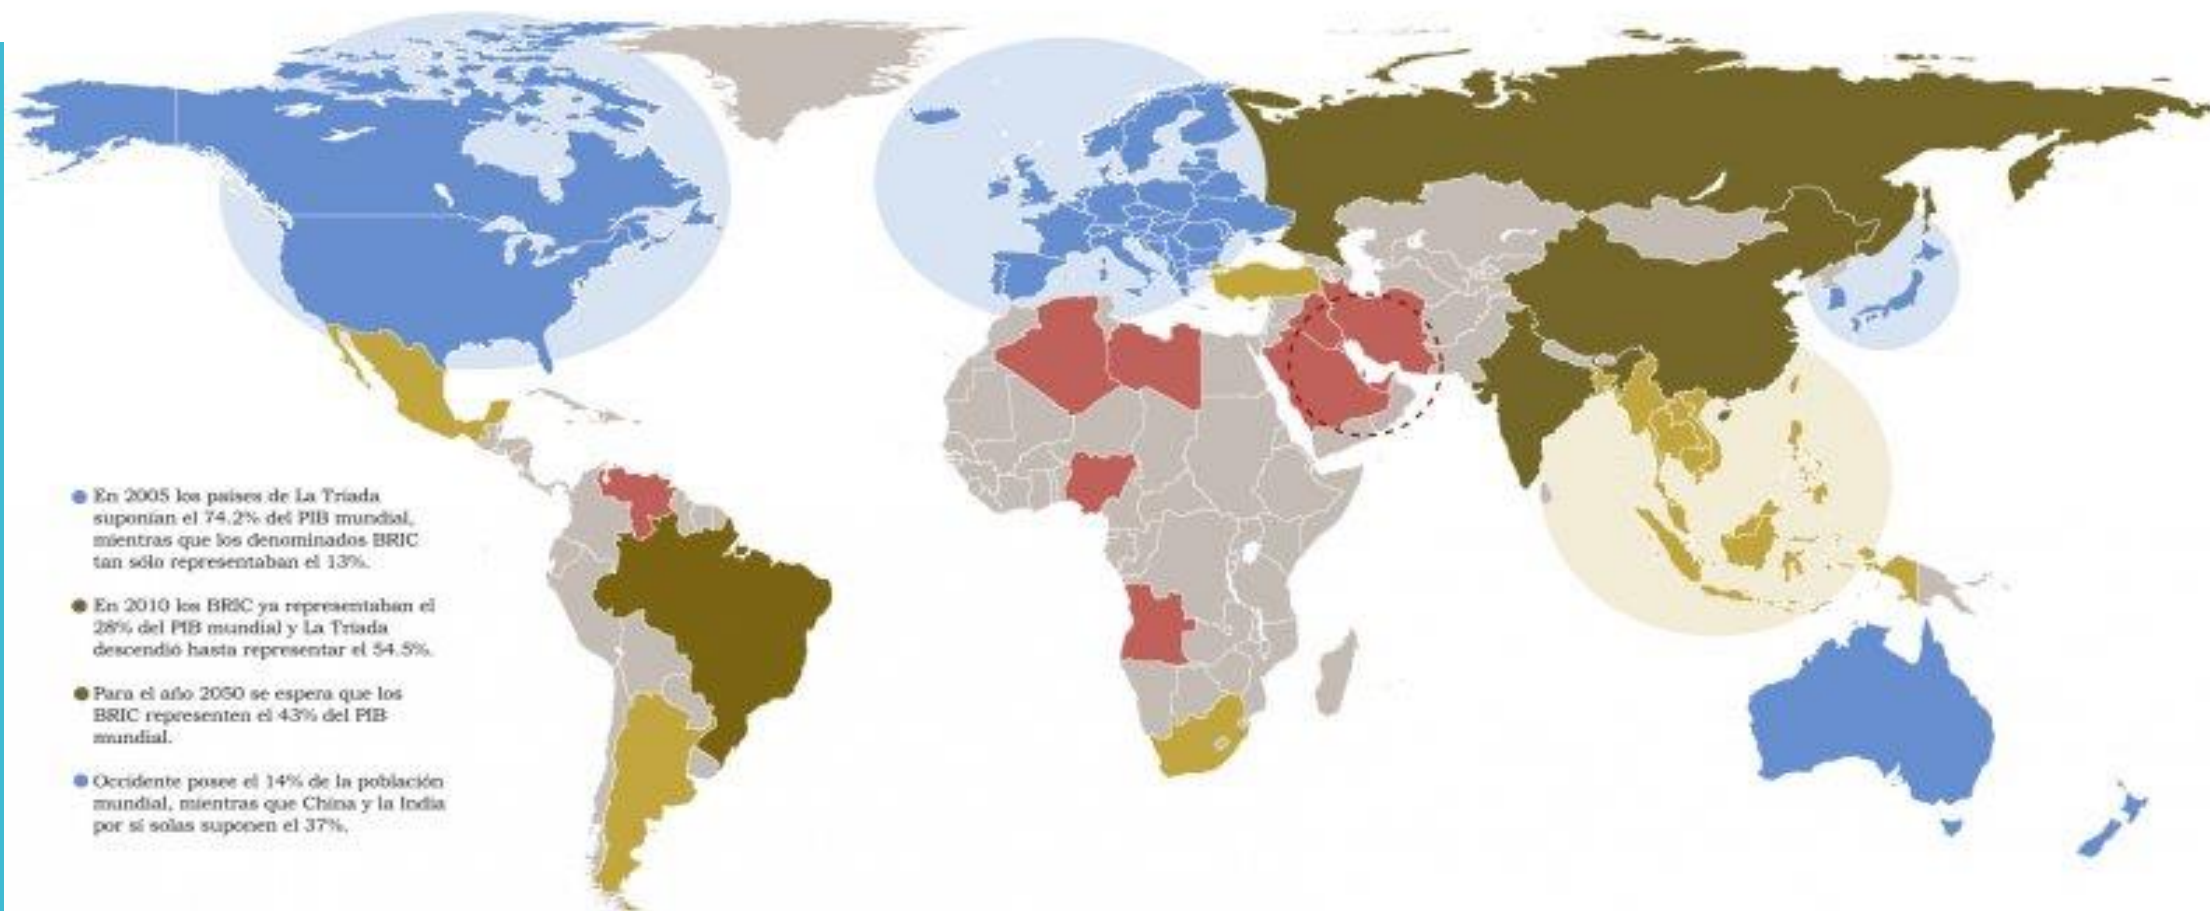 En 2005 los países de La Triada
suponían el 74.2% del PIB mundial,
mientras que los denominados BRIC
tan sólo representaban el 13%.
En 2010 los BRIC ya representaban el
28% del PIB mundial y La Triada
descendió hasta representar el 54.5%.
Para el año 2050 se espera que los
BRIC representen el 43% del PIB
mundial.
Occidente posee el 14% de la población
mundial, mientras que China y la India
por sí solas suponen el 37%.